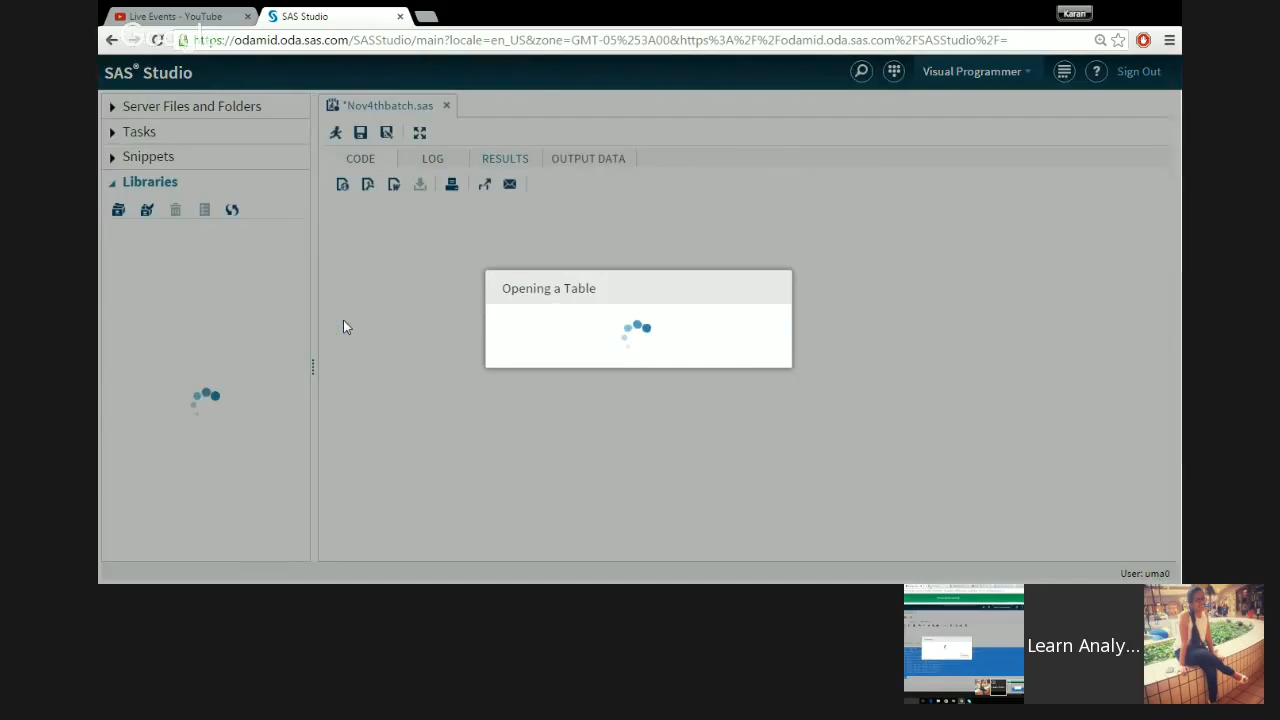 Live Events - YouTube
SAS Studio
Karan
https://odamid.oda.sas.com/SASStudio/main?locale=en_US&zone=GMT-05%253A00&https%3A%2F%2Fodamid.oda.sas.com%2FSASStudio%2F=
SAS® Studio
Visual Programmer
Sign Out
Server Files and Folders
*Nov4thbatch.sas
Tasks
Snippets
CODE
LOG
RESULTS
OUTPUT DATA
Libraries
Opening a Table
User: uma0
Learn Analy...